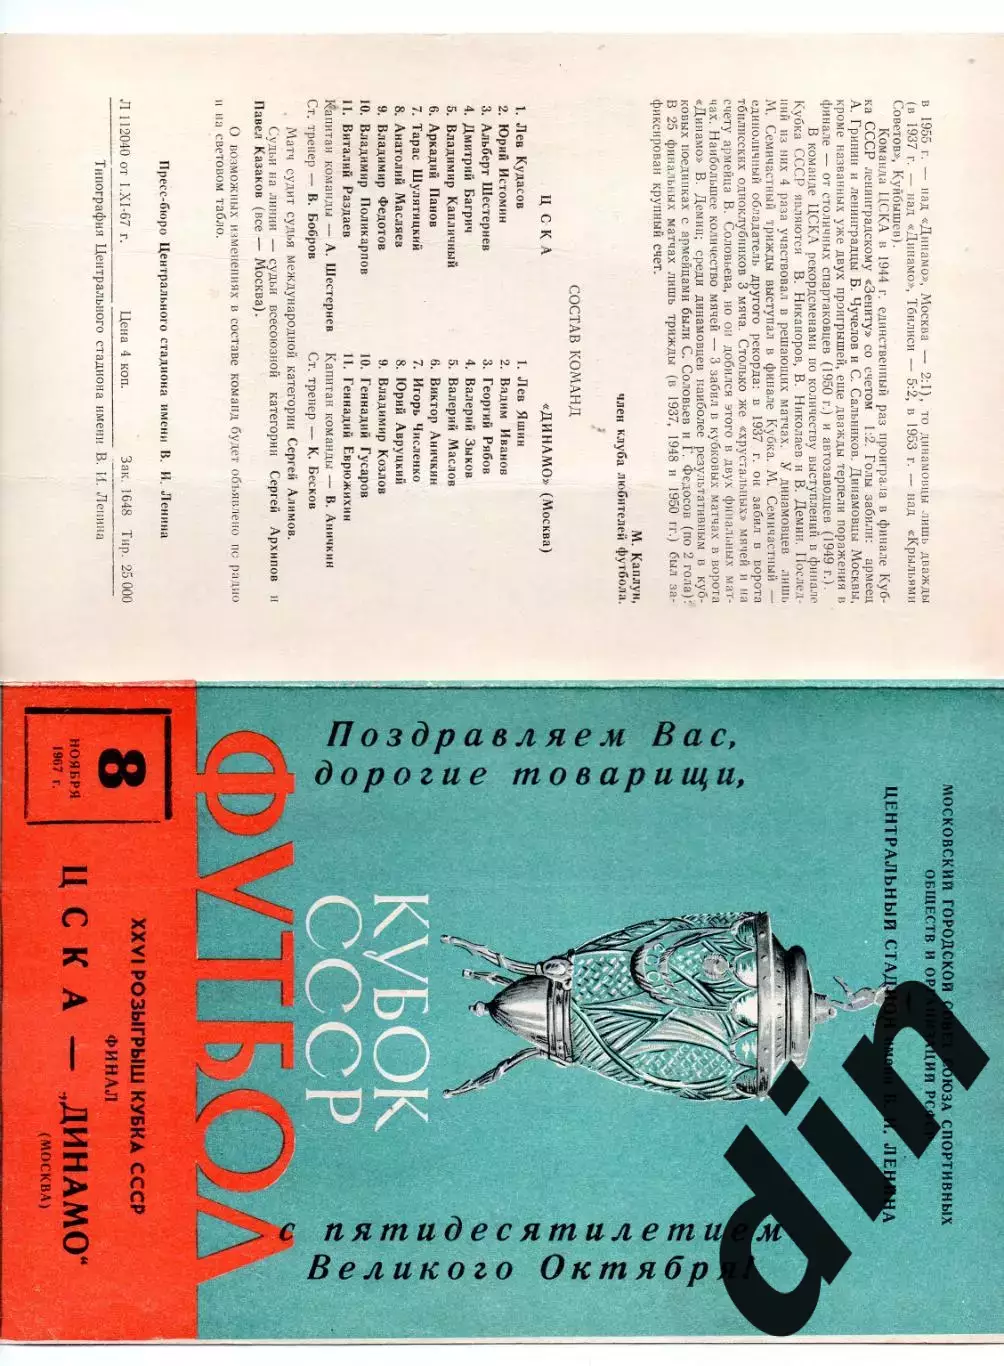 в 1955 г. — над «Динамо», Москва — 2:1), то динамовцы лишь дважды
(в 1937 г. — над «Динамо», Тбилиси — 5:2, в 1953 г. — над «Крыльями
Советов», Куйбышев).
Команда ЦСКА в 1944 г. единственный раз проиграла в финале Куб-
ка СССР ленинградскому «Зениту» со счетом 1:2. Голы забили: армеец
А. Гринин и ленинградцы Б. Чучелов и С. Сальников. Динамовцы Москвы,
кроме названных уже двух проигрышей, еще дважды терпели поражения в
финале — от столичных спартаковцев (1950 г.) и автозаводцев (1949 г.).
В команде ЦСКА рекордсменами по количеству выступлений в финале
Кубка СССР являются В. Никаноров, В. Николаев и В. Демин. Послед-
ний из них 4 раза участвовал в решающих матчах. У динамовцев лишь
М. Семичастный трижды выступал в финале Кубка. М. Семичастный —
единоличный обладатель другого рекорда: в 1937 г. он забил в ворота
тбилисских одноклубников 3 мяча. Столько же «хрустальных» мячей и на
счету армейца В. Соловьева, но он добился этого в двух финальных мат-
чах. Наибольшее количество мячей — 3 забил в кубковых матчах в ворота
«Динамо» В. Демин; среди динамовцев наиболее результативным в куб-
ковых поединках с армейцами были С. Соловьев и Г. Федосов (по 2 гола).
В 25 финальных матчах лишь трижды (в 1937, 1948 и 1950 гг.) был за-
фиксирован крупный счет.
М. Каплун,
член клуба любителей футбола.
СОСТАВ КОМАНД
ЦСКА
1. Лев Кудасов
2. Юрий Истомин
3. Альберт Шестернев
4. Дмитрий Багрич
5. Владимир Капличный
6. Аркадий Панов
7. Тарас Шулятицкий
8. Анатолий Масляев
9. Владимир Федотов
10. Владимир Поликарпов
11. Виталий Раздаев
Капитан команды — А. Шестернев
Ст. тренер — В. Бобров
«ДИНАМО» (Москва)
1. Лев Яшин
2. Вадим Иванов
3. Георгий Рябов
4. Валерий Зыков
5. Валерий Маслов
6. Виктор Аничкин
7. Игорь Численко
8. Юрий Авруцкий
9. Владимир Козлов
10. Геннадий Гусаров
11. Геннадий Еврюжихин
Капитан команды — В. Аничкин
Ст. тренер — К. Бесков
Матч судит судья международной категории Сергей Алимов.
Судьи на линии — судьи всесоюзной категории Сергей Архипов и
Павел Казаков (все — Москва).
О возможных изменениях в составе команд будет объявлено по радио
и на световом табло.
Пресс-бюро Центрального стадиона имени В. И. Ленина
Л 112040 от 1.XI-67 г. Цена 4 коп. Зак. 1648 Тир. 25 000
Типография Центрального стадиона имени В. И. Ленина
МОСКОВСКИЙ ГОРОДСКОЙ СОВЕТ СОЮЗА СПОРТИВНЫХ
ОБЩЕСТВ И ОРГАНИЗАЦИЙ РСФСР
ЦЕНТРАЛЬНЫЙ СТАДИОН имени В. И. ЛЕНИНА
Поздравляем Вас,
дорогие товарищи,
с пятидесятилетием
Великого Октября!
КУБОК
СССР
ФУТБОЛ
8
НОЯБРЯ
1967 г.
XXVI РОЗЫГРЫШ КУБКА СССР
ФИНАЛ
ЦСКА — „ДИНАМО“
(МОСКВА)
din